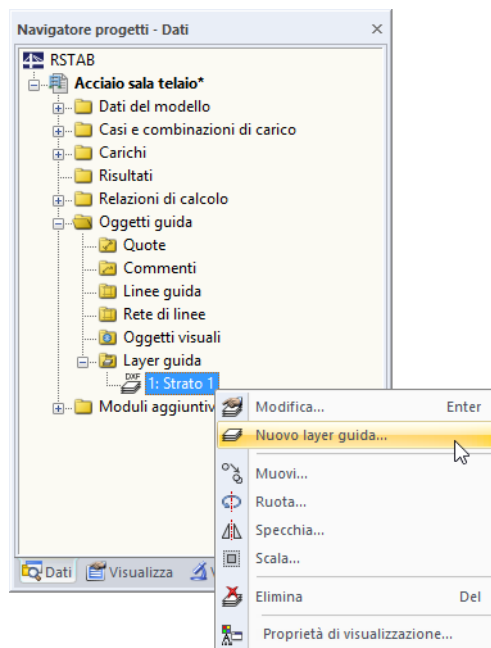 Navigatore progetti - Dati
RSTAB
Acciaio sala telaio*
Dati del modello
Casi e combinazioni di carico
Carichi
Risultati
Relazioni di calcolo
Oggetti guida
Quote
Commenti
Linee guida
Rete di linee
Oggetti visuali
Layer guida
DXF 1: Strato 1
Moduli aggiuntiv
Modifica... Enter
Nuovo layer guida...
Muovi...
Ruota...
Specchia...
Scala...
Elimina Del
Proprietà di visualizzazione...
Dati Visualizza